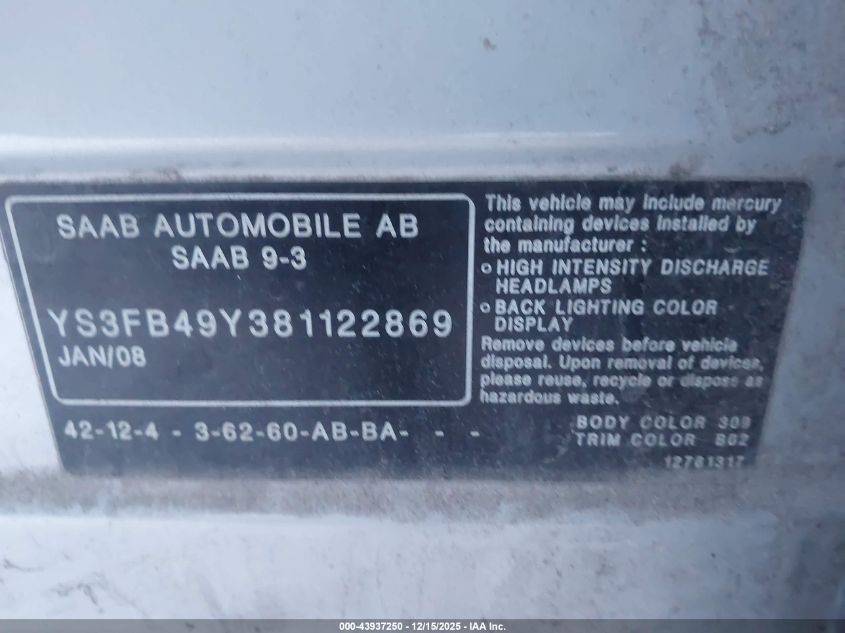 SAAB AUTOMOBILE AB
SAAB 9-3
YS3FB49Y381122869
JAN/08
42-12-4 - 3-62-60-AB-BA- - -
This vehicle may include mercury
containing devices installed by
the manufacturer :
o HIGH INTENSITY DISCHARGE
HEADLAMPS
o BACK LIGHTING COLOR
DISPLAY
Remove devices before vehicle
disposal. Upon removal of devices,
please reuse, recycle or dispose as
hazardous waste.
BODY COLOR 309
TRIM COLOR B02
12781317
000-43937250 - 12/15/2025 - IAA Inc.